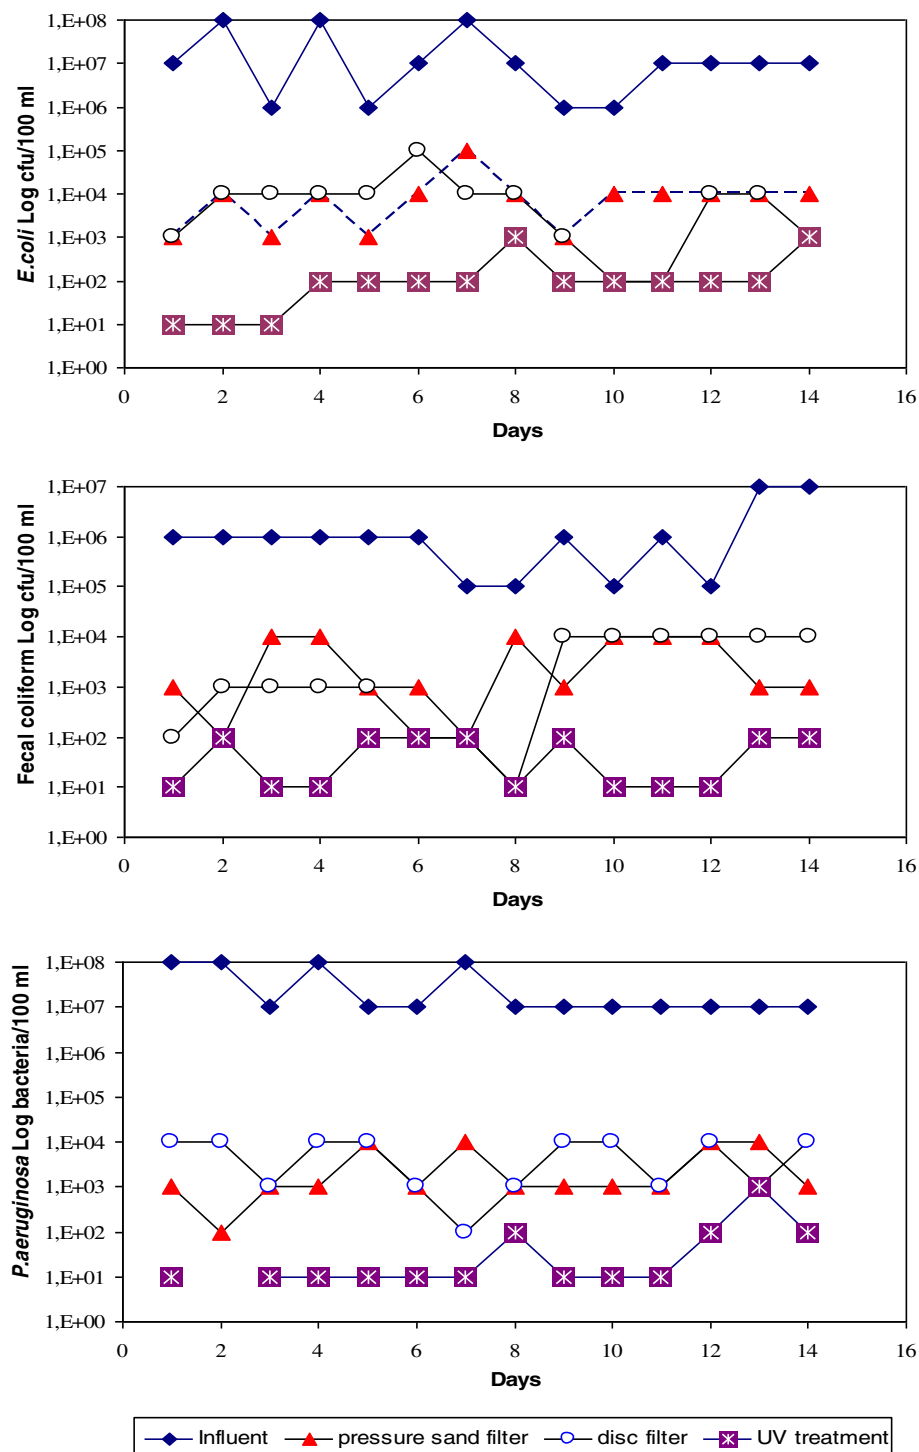 1,E+08
1,E+07
1,E+06
1,E+05
1,E+04
1,E+03
1,E+02
1,E+01
1,E+00
E.coli Log cfu/100 ml
0 2 4 6 8 10 12 14 16
Days
1,E+07
1,E+06
1,E+05
1,E+04
1,E+03
1,E+02
1,E+01
1,E+00
Fecal coliform Log cfu/100 ml
0 2 4 6 8 10 12 14 16
Days
1,E+08
1,E+07
1,E+06
1,E+05
1,E+04
1,E+03
1,E+02
1,E+01
1,E+00
P.aeruginosa Log bacteria/100 ml
0 2 4 6 8 10 12 14 16
Days
Influent pressure sand filter disc filter UV treatment